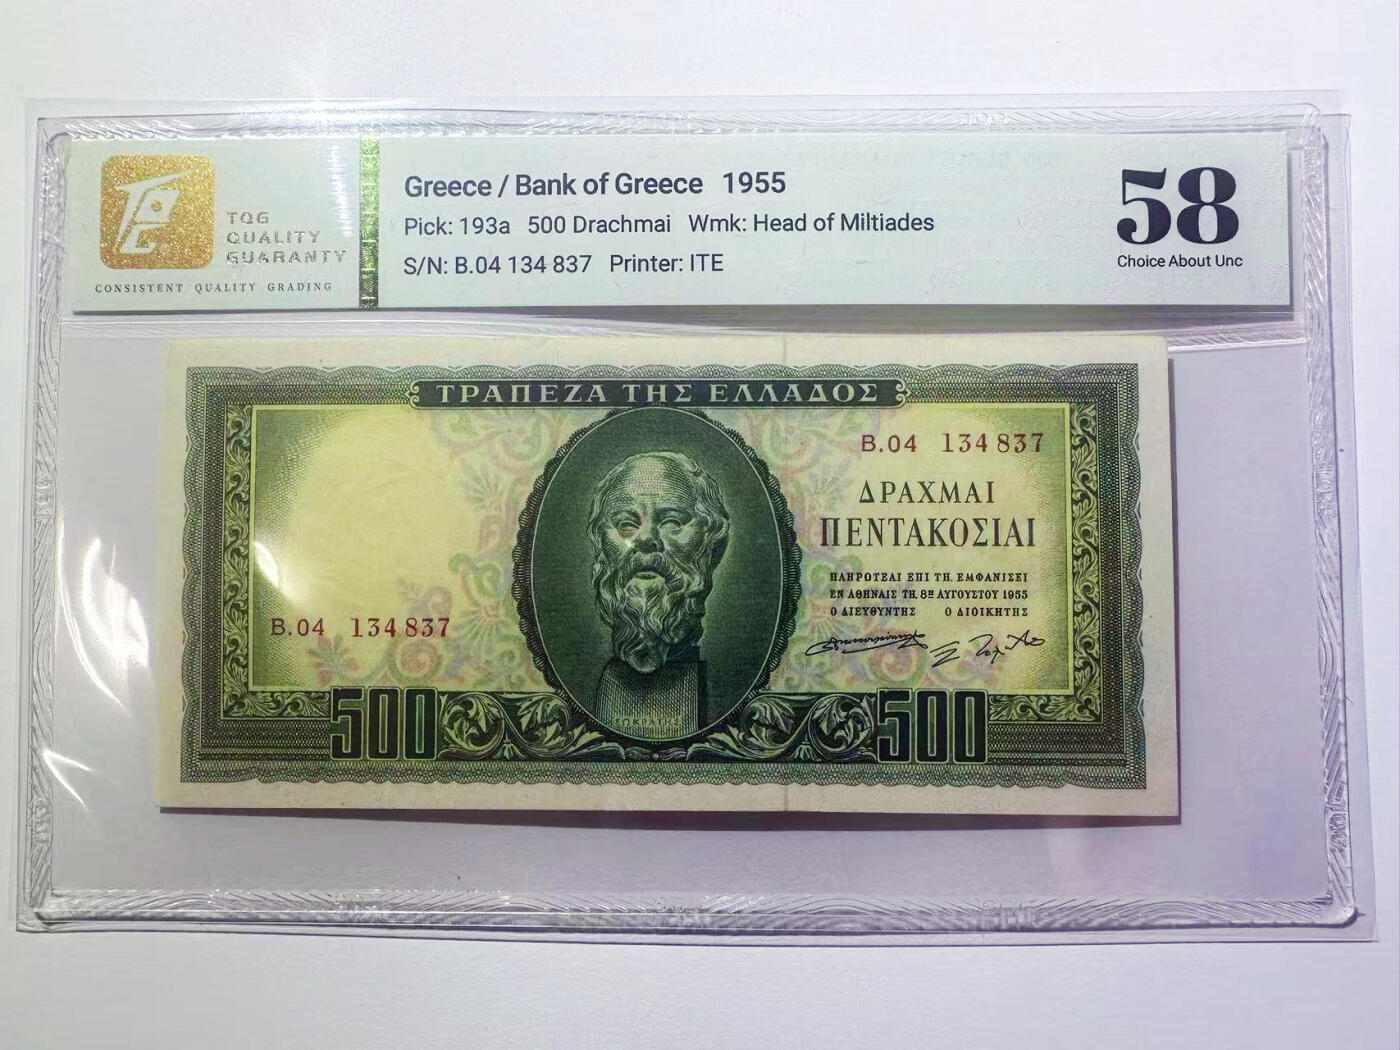 TQG
QUALITY
GUARANTY
CONSISTENT QUALITY GRADING
Greece / Bank of Greece 1955
Pick: 193a 500 Drachmai Wmk: Head of Miltiades
S/N: B.04 134 837 Printer: ITE
58
Choice About Unc
ΤΡΑΠΕΖΑ ΤΗΣ ΕΛΛΑΔΟΣ
B.04 134 837
ΔΡΑΧΜΑΙ
ΠΕΝΤΑΚΟΣΙΑΙ
ΠΛΗΡΩΤΕΑΙ ΕΠΙ ΤΗ, ΕΜΦΑΝΙΣΕΙ
ΕΝ ΑΘΗΝΑΙΣ ΤΗ, 8Η ΑΥΓΟΥΣΤΟΥ 1955
Ο ΔΙΕΥΘΥΝΤΗΣ Ο ΔΙΟΙΚΗΤΗΣ
B.04 134 837
500
ΣΩΚΡΑΤΗΣ
500